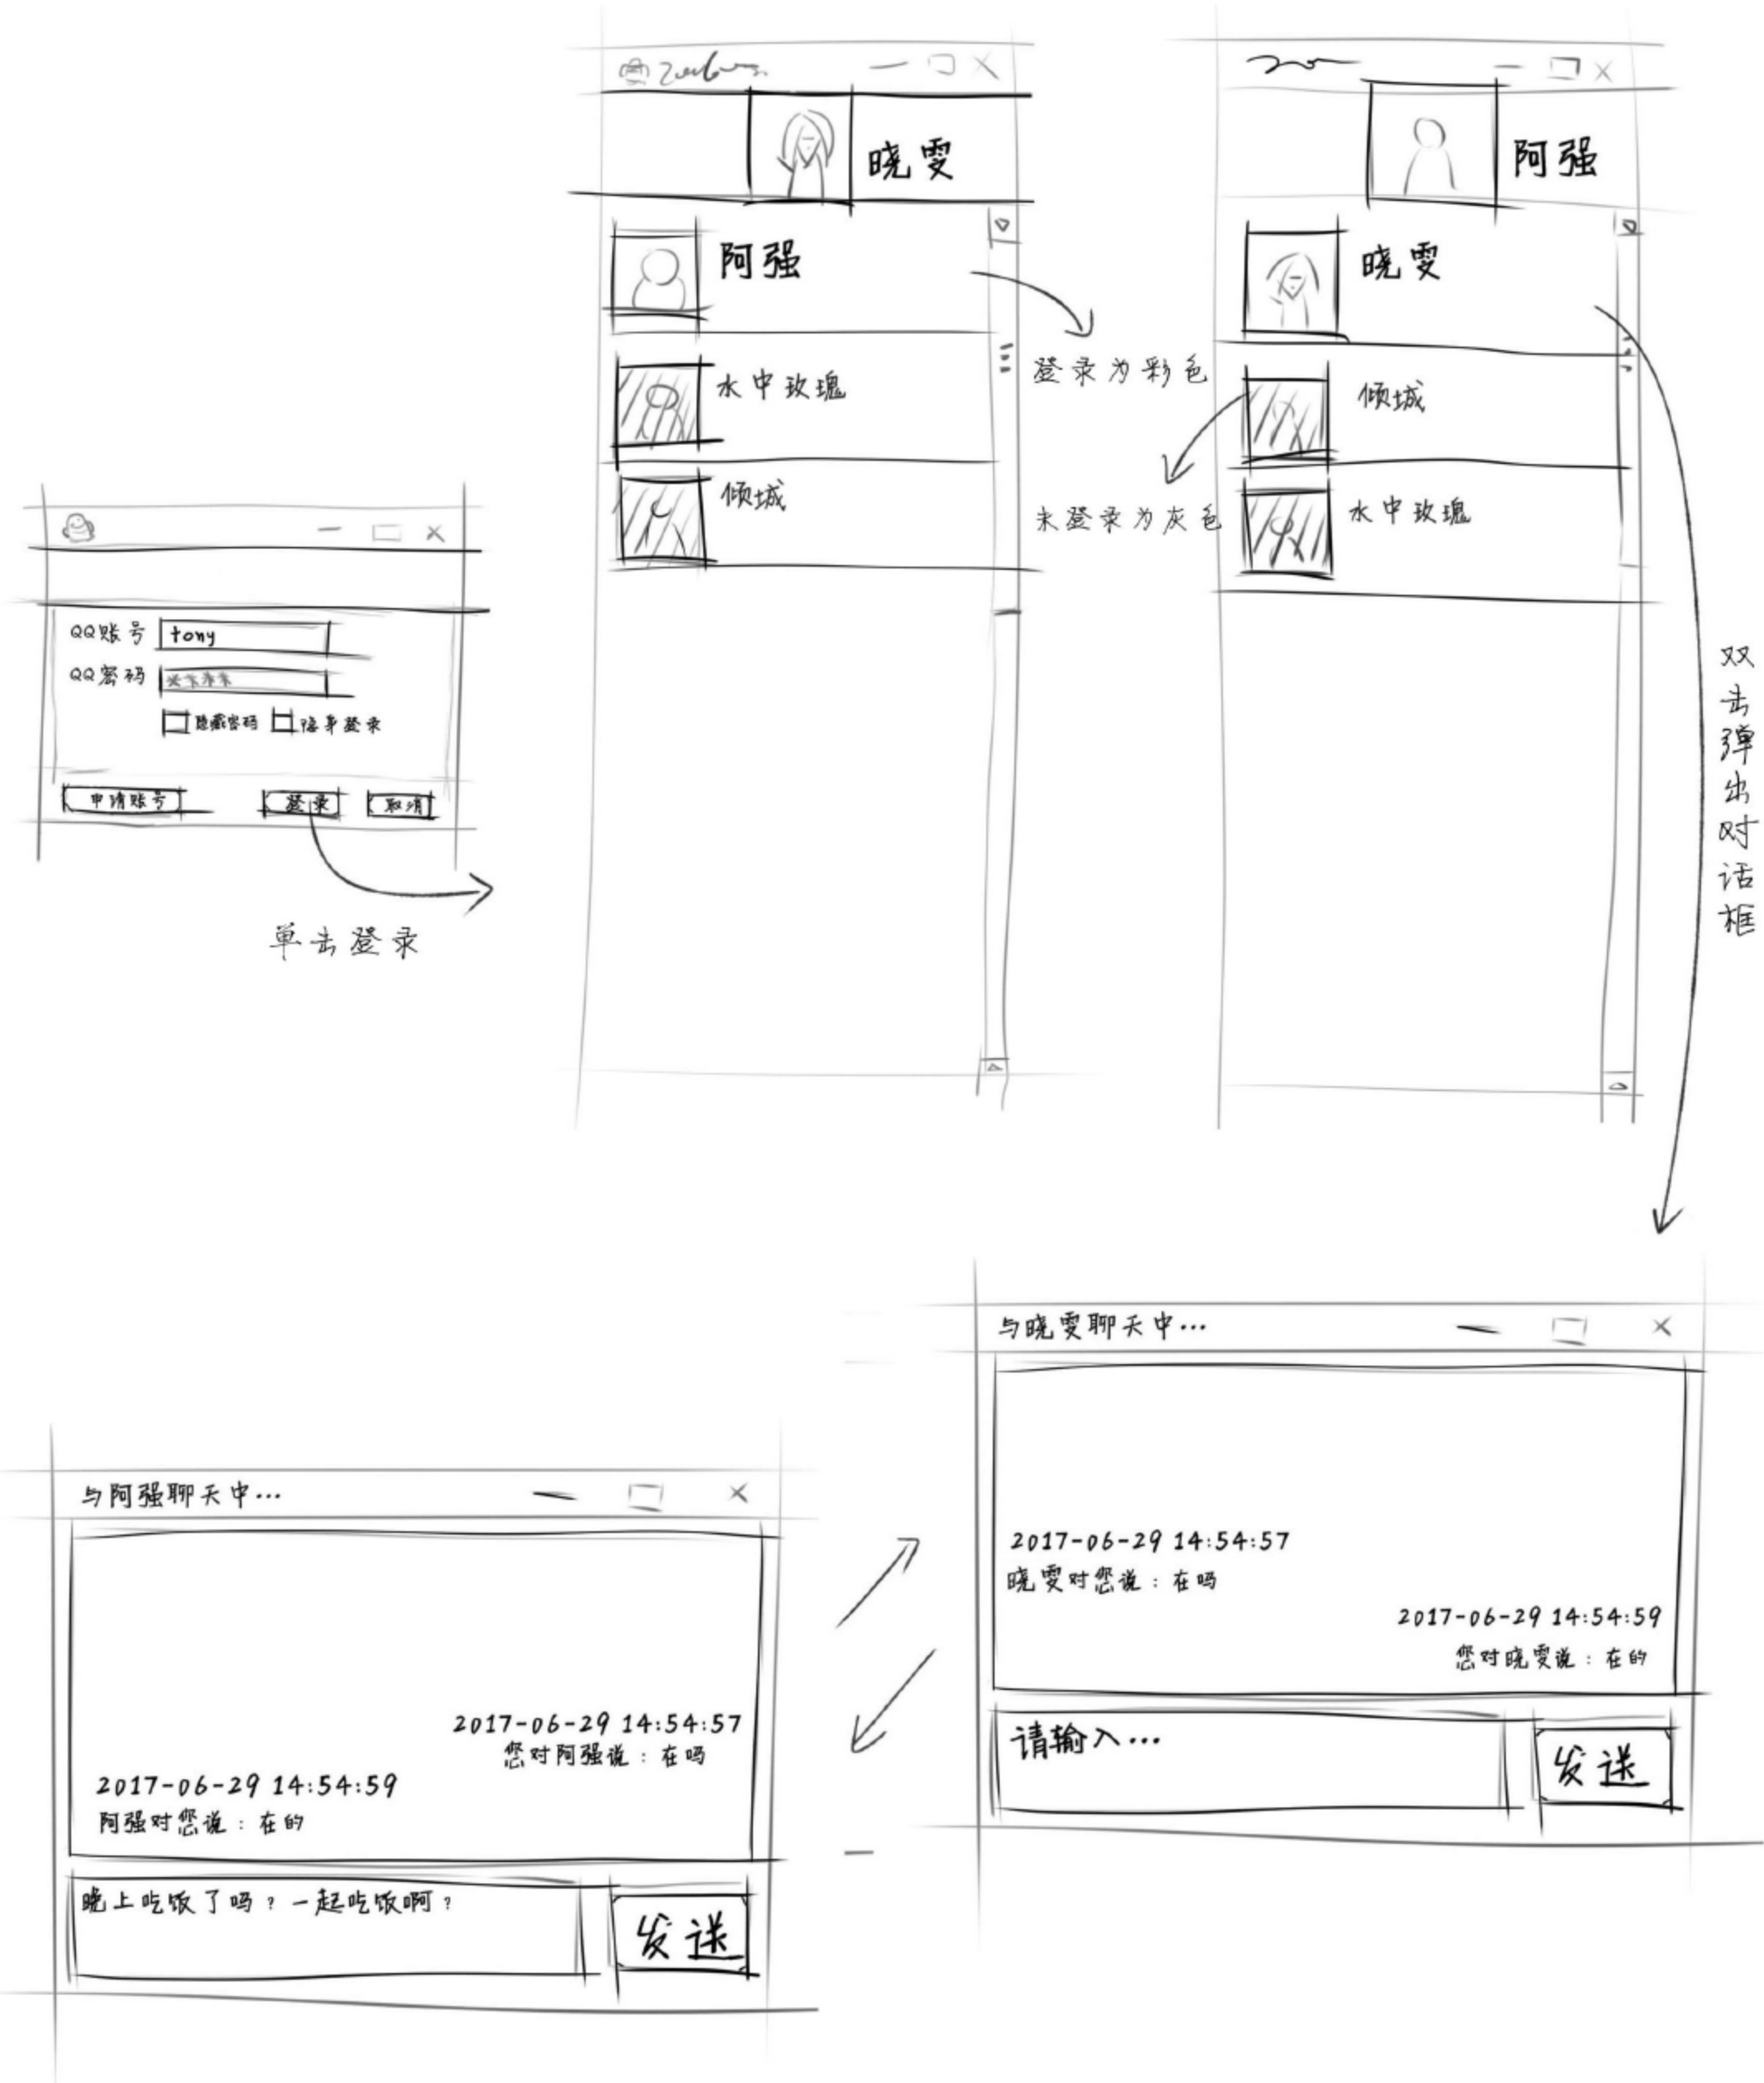 晓雯
阿强
水中玫瑰
倾城
登录为彩色
阿强
晓雯
倾城
水中玫瑰
未登录为灰色
QQ账号 tony
QQ密码 ****
隐藏密码 隐身登录
申请账号 登录 取消
单击登录
双击弹出对话框
与晓雯聊天中...
2017-06-29 14:54:57
晓雯对您说:在吗
2017-06-29 14:54:59
您对晓雯说:在的
请输入...
发送
与阿强聊天中...
2017-06-29 14:54:57
您对阿强说:在吗
2017-06-29 14:54:59
阿强对您说:在的
晚上吃饭了吗?一起吃饭啊?
发送